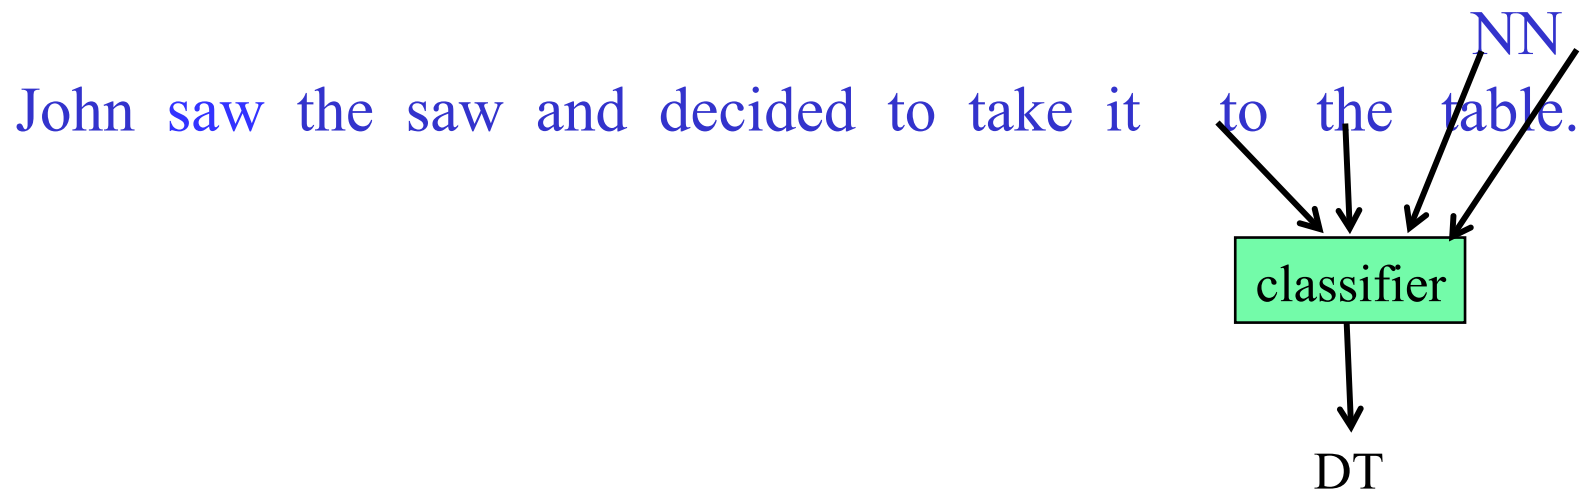 NN
John saw the saw and decided to take it to the table.
classifier
DT